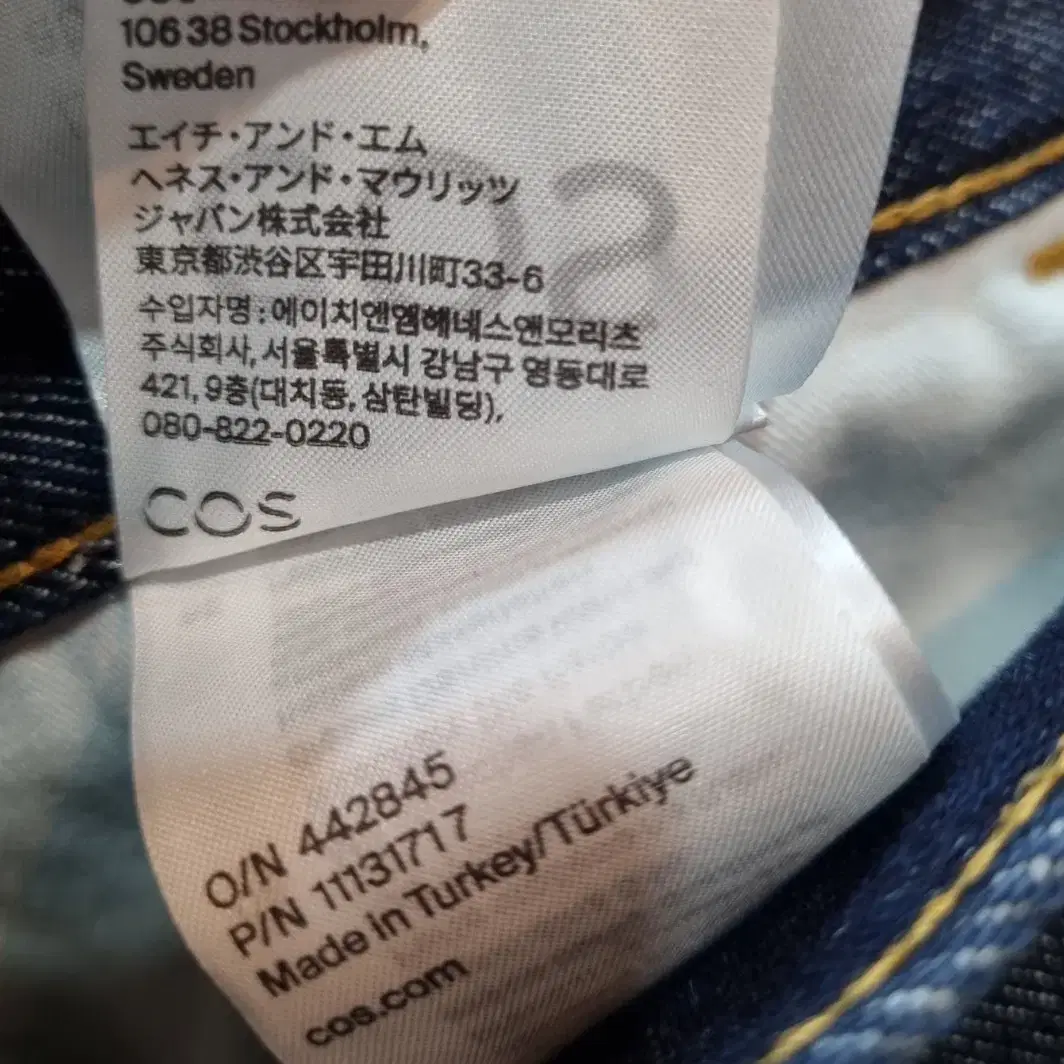 106 38 Stockholm,
Sweden
エイチ・アンド・エム
ヘネス・アンド・マウリッツ
ジャパン株式会社
東京都渋谷区宇田川町33-6
수입자명:에이치앤엠헤네스앤모리츠
주식회사, 서울특별시 강남구 영동대로
421, 9층(대치동, 삼탄빌딩),
080-822-0220
COS
O/N 442845
P/N 11131717
Made in Turkey/Türkiye
cos.com